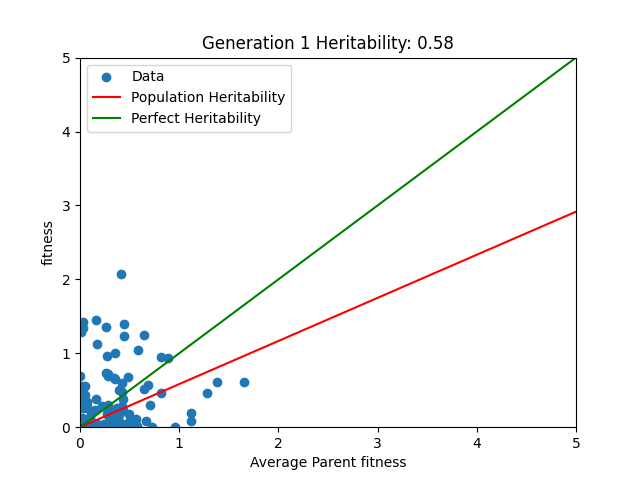 Generation 1 Heritability: 0.58
Data
Population Heritability
Perfect Heritability
fitness
5
4
3
2
1
0
0 1 2 3 4 5
Average Parent fitness